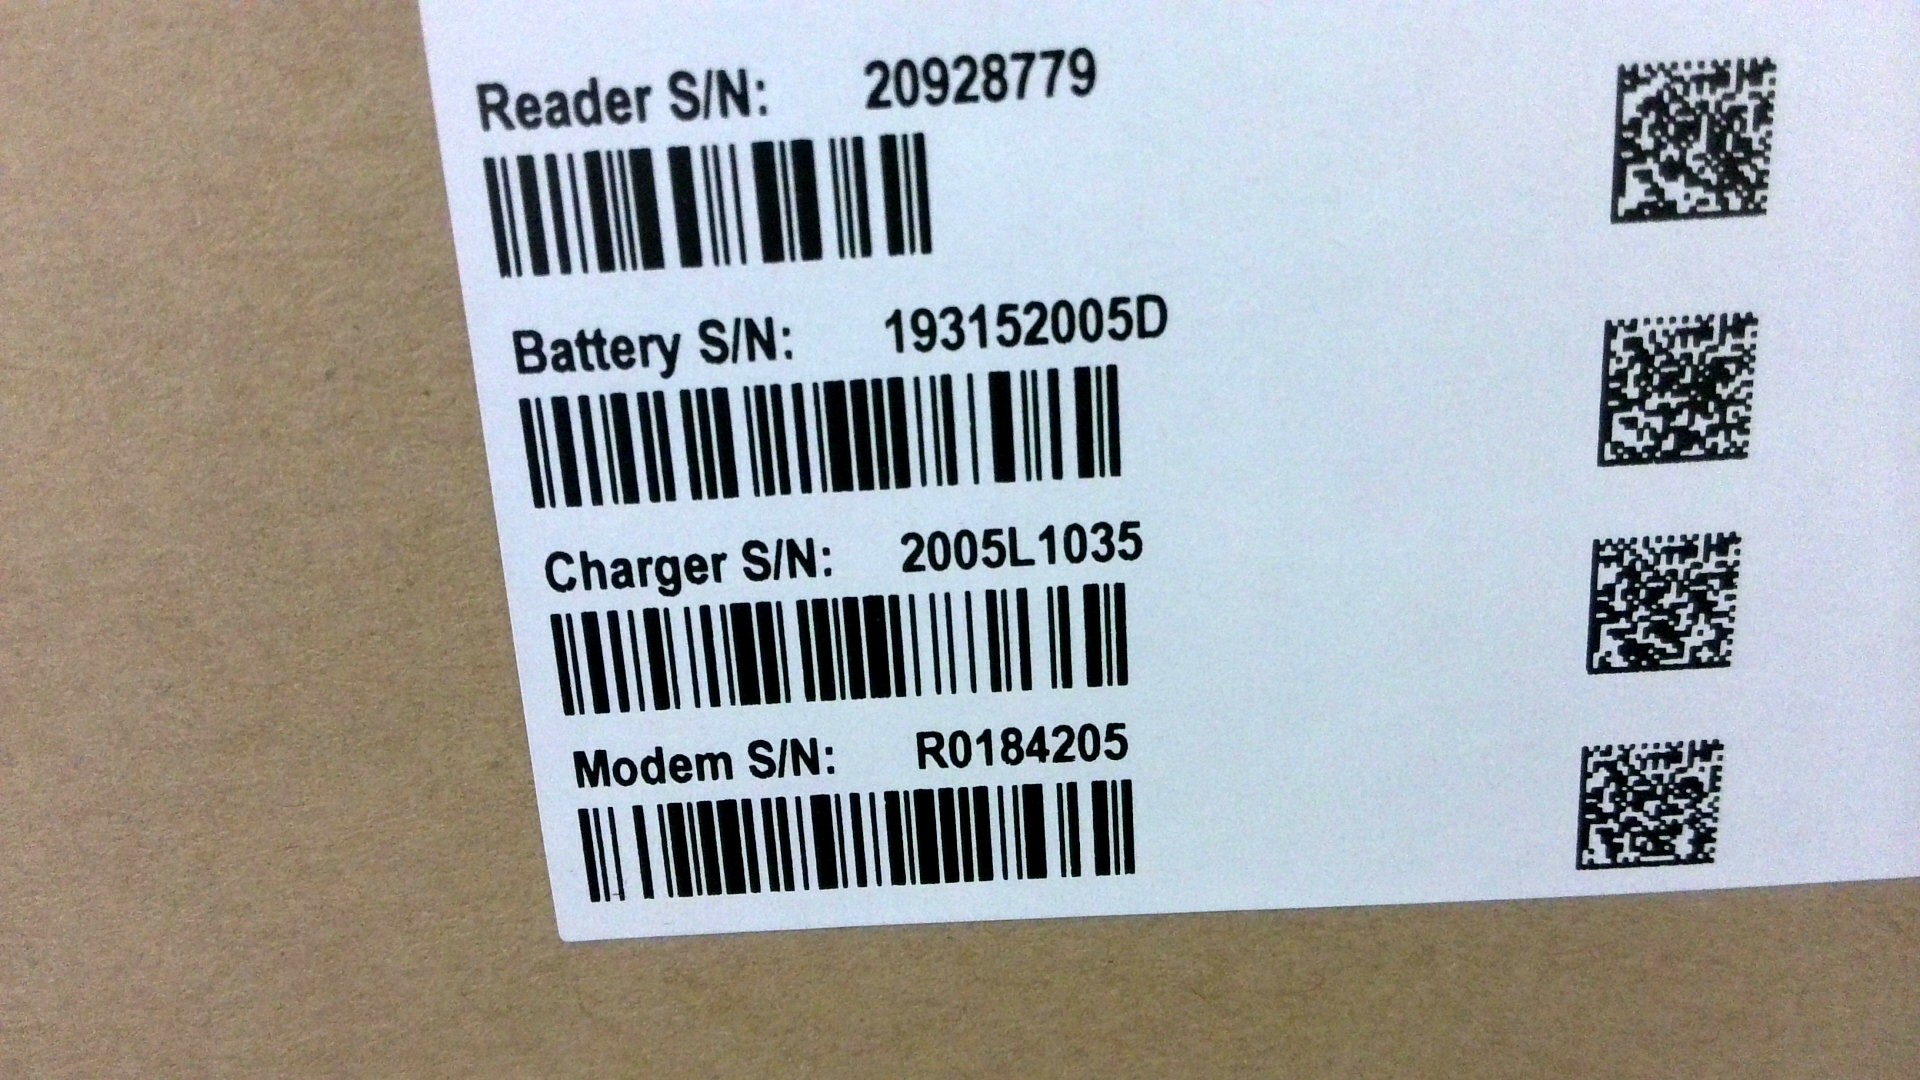 Reader S/N: 20928779
Battery S/N: 193152005D
Charger S/N: 2005L1035
Modem S/N: R0184205